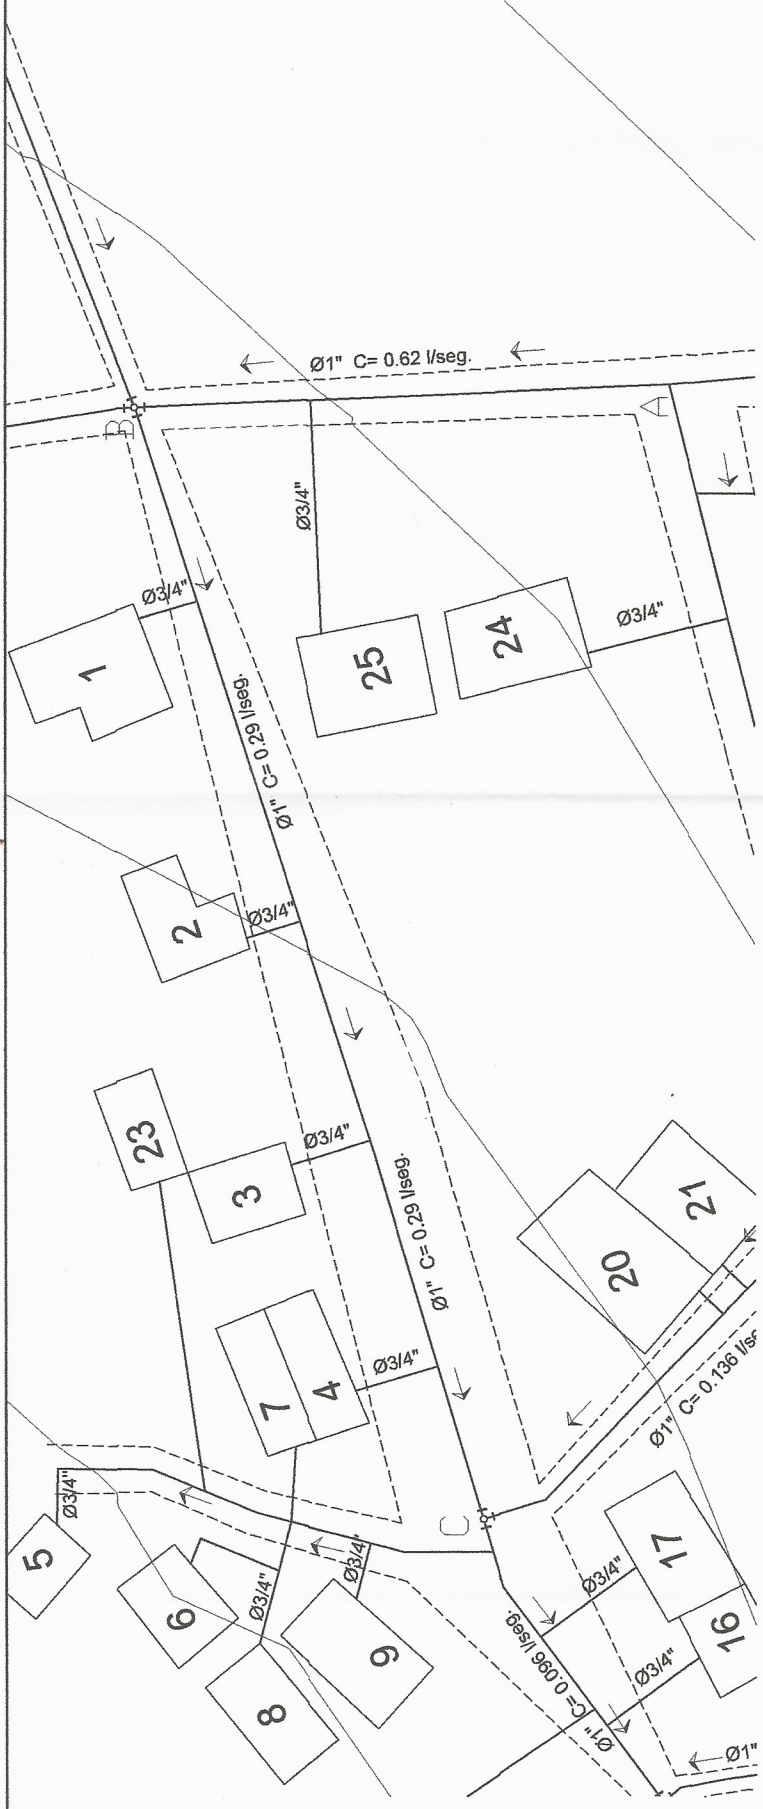 Ø1" C= 0.62 l/seg.
B
A
Ø3/4"
Ø3/4"
1
25
24
Ø3/4"
Ø1" C= 0.29 l/seg.
2
Ø3/4"
23
3
Ø3/4"
Ø1" C= 0.29 l/seg.
21
20
7
4
Ø3/4"
Ø1" C= 0.136 l/se
5
Ø3/4"
C
6
Ø3/4"
Ø3/4"
9
8
17
Ø3/4"
16
Ø3/4"
Ø1" C= 0.096 l/seg.
Ø1"